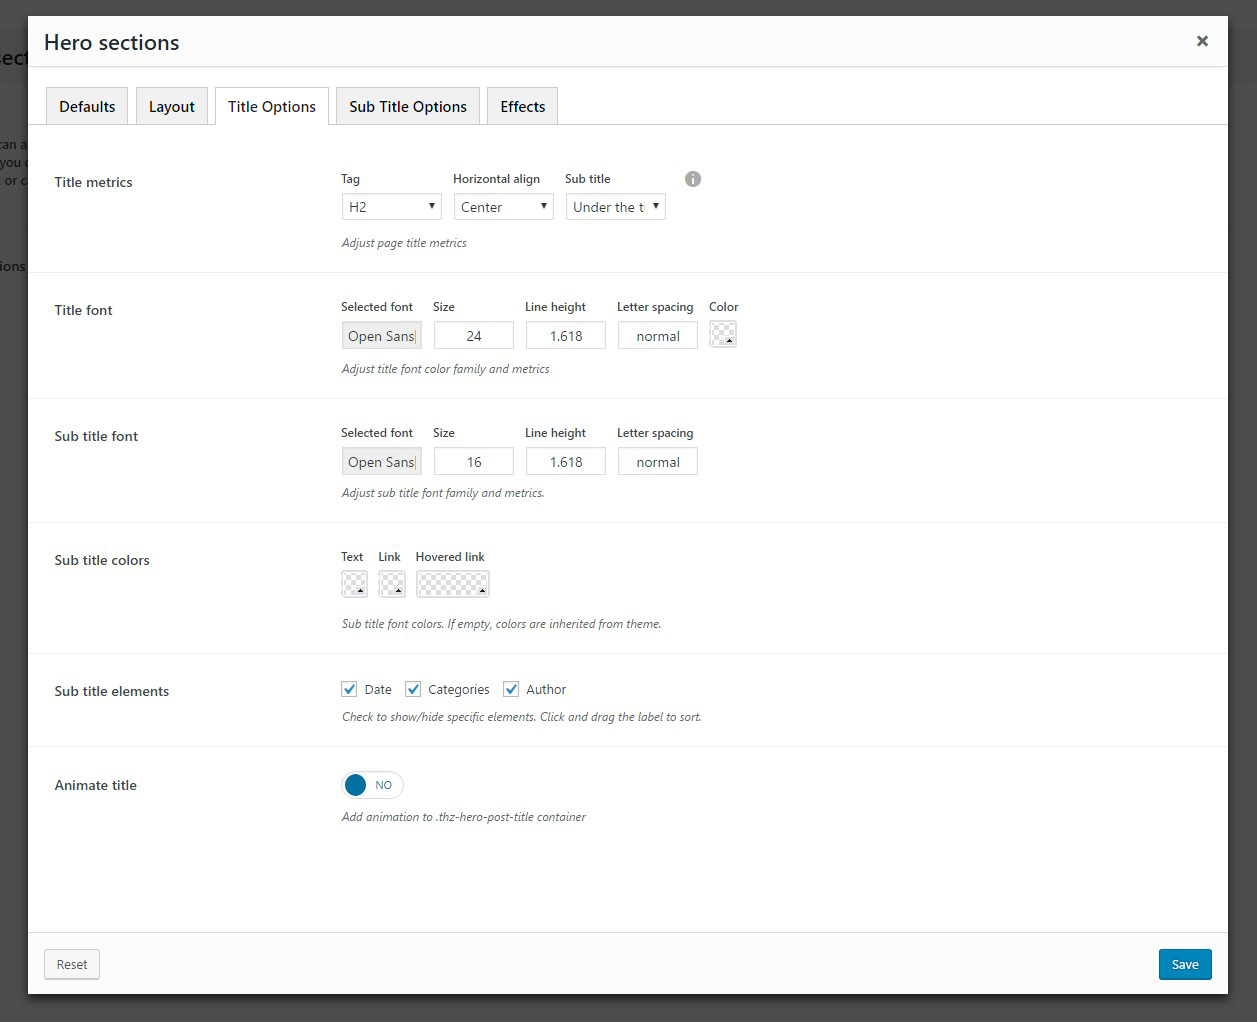 Hero sections
Defaults Layout Title Options Sub Title Options Effects
Title metrics
Tag Horizontal align Sub title
H2 Center Under the t
Adjust page title metrics
Title font
Selected font Size Line height Letter spacing Color
Open Sans 24 1.618 normal
Adjust title font color family and metrics
Sub title font
Selected font Size Line height Letter spacing
Open Sans 16 1.618 normal
Adjust sub title font family and metrics.
Sub title colors
Text Link Hovered link
Sub title font colors. If empty, colors are inherited from theme.
Sub title elements
Date Categories Author
Check to show/hide specific elements. Click and drag the label to sort.
Animate title
NO
Add animation to .thz-hero-post-title container
Reset Save